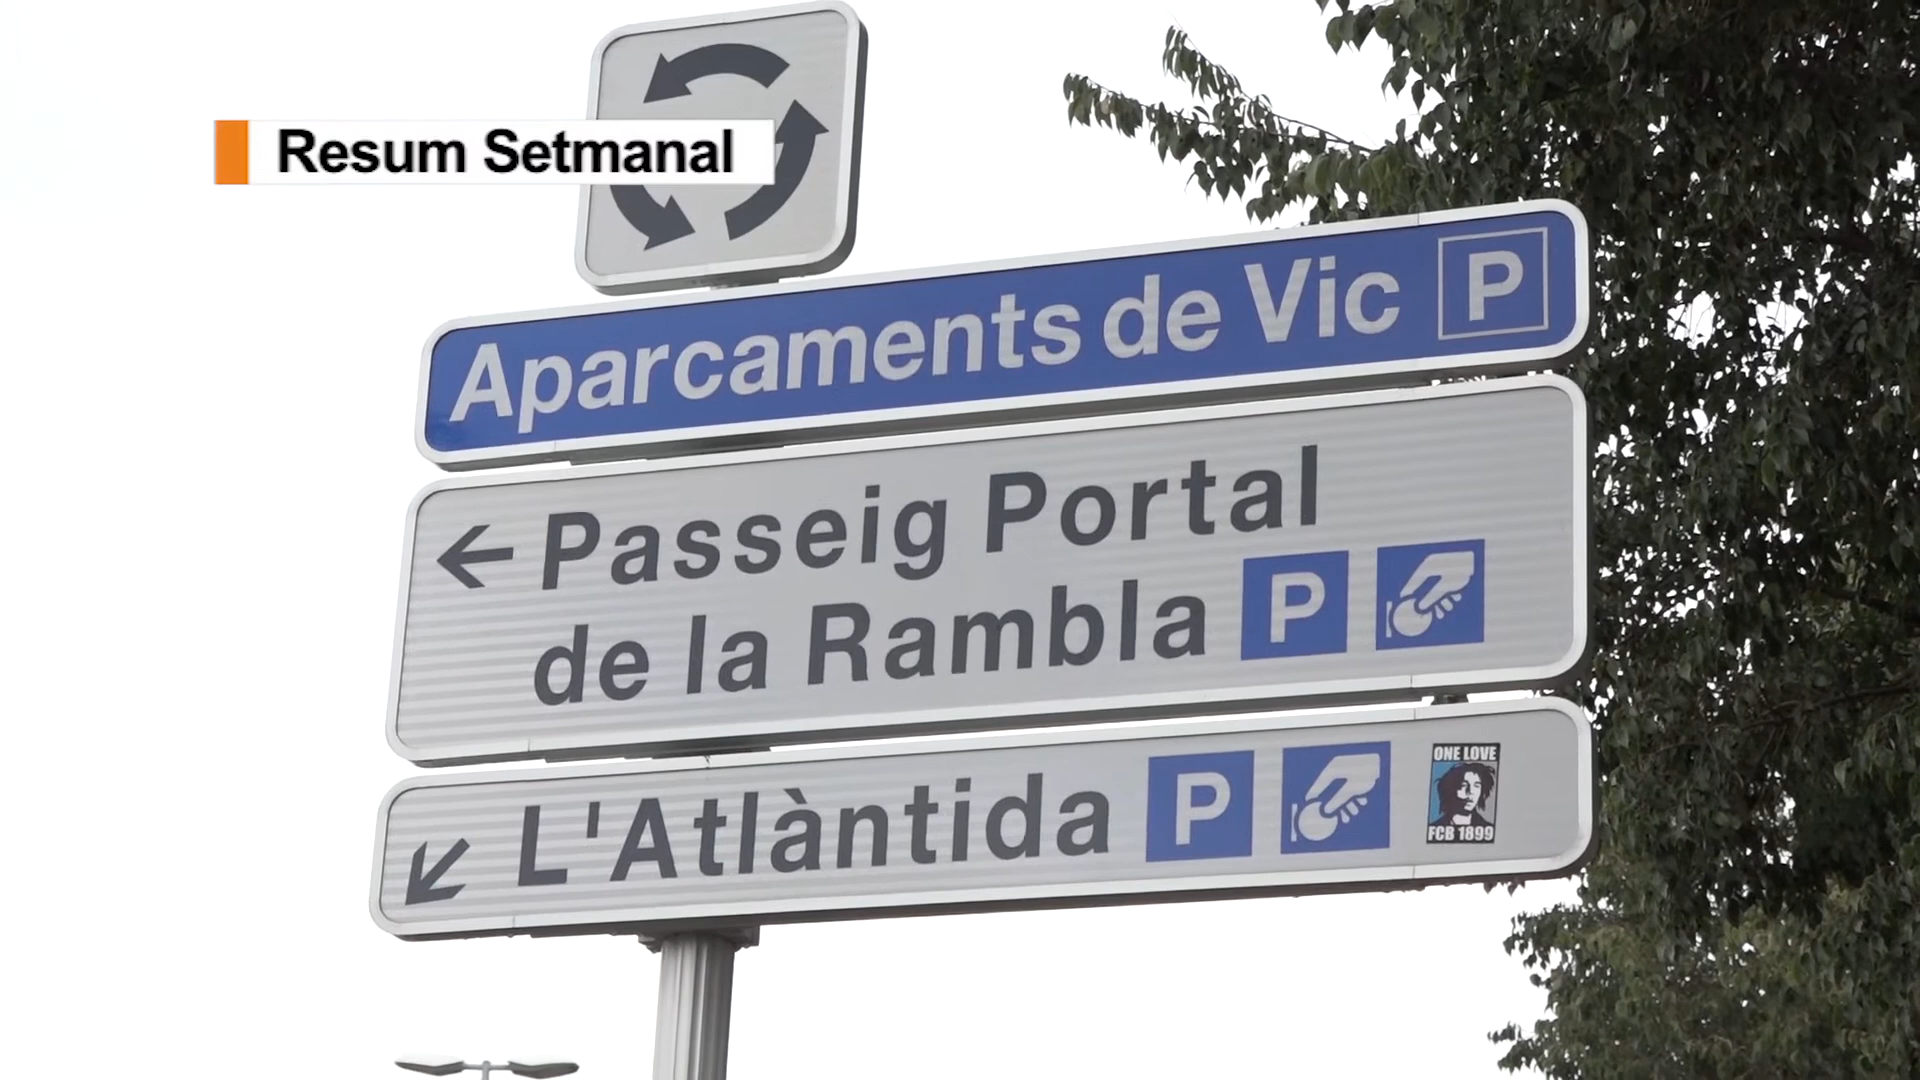 Resum Setmanal
Aparcaments de Vic P
Passeig Portal
de la Rambla P
L'Atlàntida P
ONE LOVE
FCB 1899